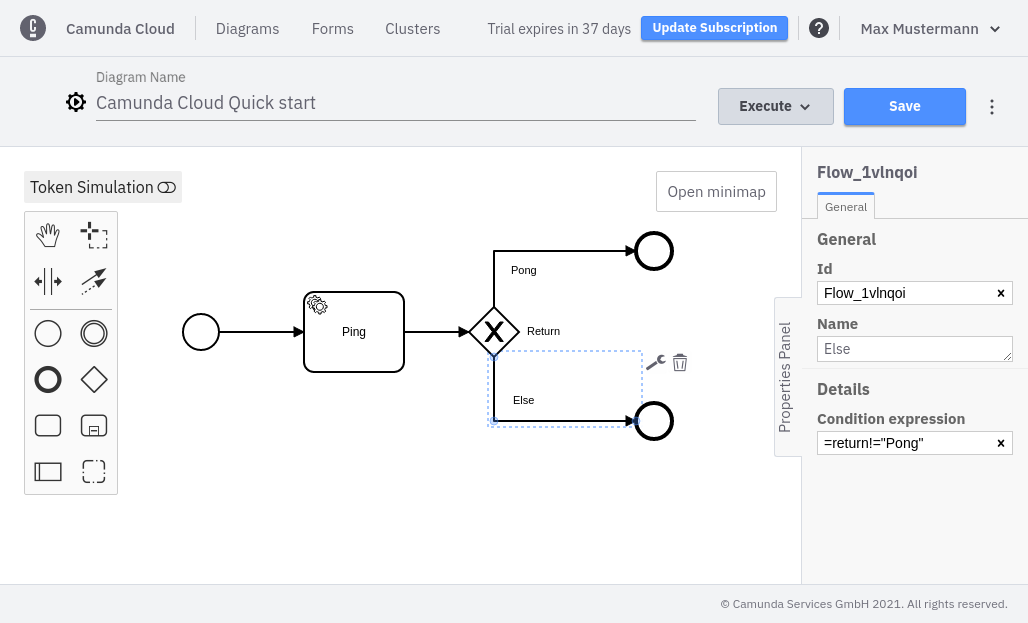 Camunda Cloud
Diagrams
Forms
Clusters
Trial expires in 37 days
Update Subscription
?
Max Mustermann
Diagram Name
Camunda Cloud Quick start
Execute
Save
Token Simulation
Open minimap
Pong
Ping
Return
Else
Properties Panel
Flow_1vlnqoi
General
General
Id
Flow_1vlnqoi
Name
Else
Details
Condition expression
=return!="Pong"
© Camunda Services GmbH 2021. All rights reserved.